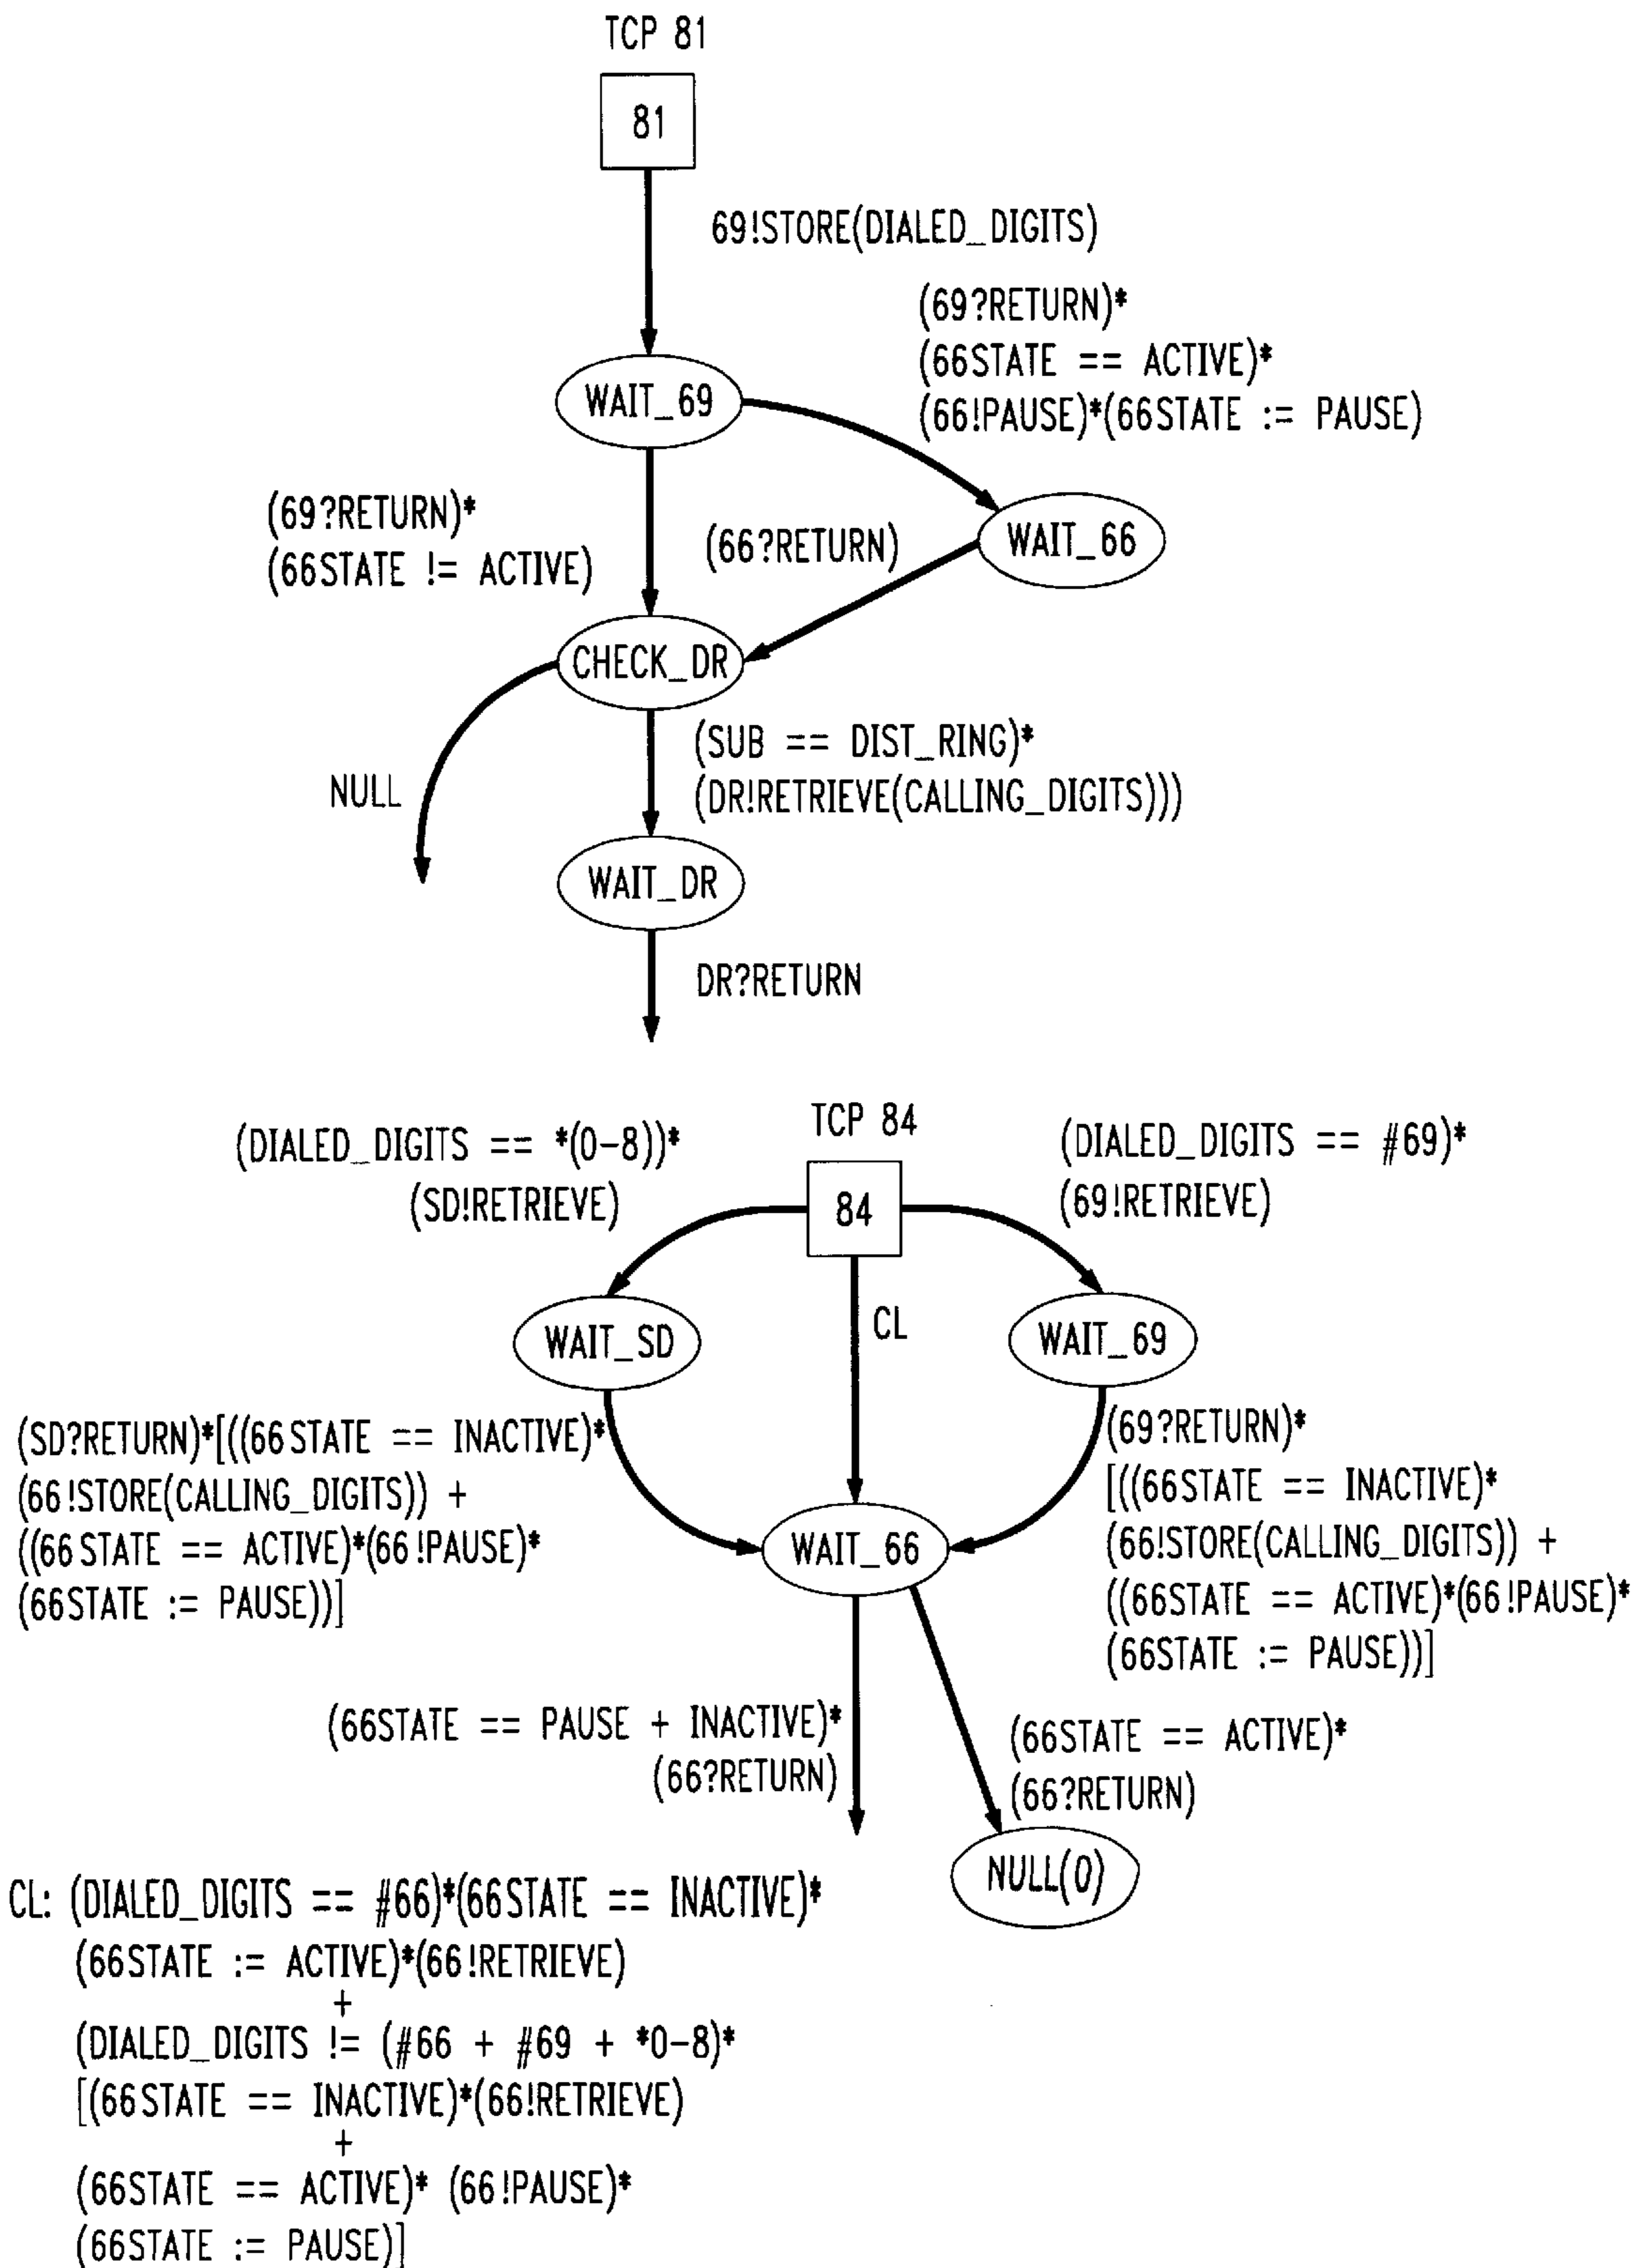 TCP 81
81
69!STORE(DIALED_DIGITS)
(69?RETURN)*
(66STATE == ACTIVE)*
(66!PAUSE)*(66STATE := PAUSE)
WAIT_69
(69?RETURN)*
(66STATE != ACTIVE)
(66?RETURN)
WAIT_66
CHECK_DR
NULL
(SUB == DIST_RING)*
(DR!RETRIEVE(CALLING_DIGITS)))
WAIT_DR
DR?RETURN
TCP 84
84
(DIALED_DIGITS == *(0-8))*
(SD!RETRIEVE)
(DIALED_DIGITS == #69)*
(69!RETRIEVE)
WAIT_SD
CL
WAIT_69
(SD?RETURN)*[((66STATE == INACTIVE)*
(66!STORE(CALLING_DIGITS)) +
((66STATE == ACTIVE)*(66!PAUSE)*
(66STATE := PAUSE))]
(69?RETURN)*
[((66STATE == INACTIVE)*
(66!STORE(CALLING_DIGITS)) +
((66STATE == ACTIVE)*(66!PAUSE)*
(66STATE := PAUSE))]
WAIT_66
(66STATE == PAUSE + INACTIVE)*
(66?RETURN)
(66STATE == ACTIVE)*
(66?RETURN)
NULL(0)
CL: (DIALED_DIGITS == #66)*(66STATE == INACTIVE)*
(66STATE := ACTIVE)*(66!RETRIEVE)
+
(DIALED_DIGITS != (#66 + #69 + *0-8)*
[(66STATE == INACTIVE)*(66!RETRIEVE)
+
(66STATE == ACTIVE)* (66!PAUSE)*
(66STATE := PAUSE)]